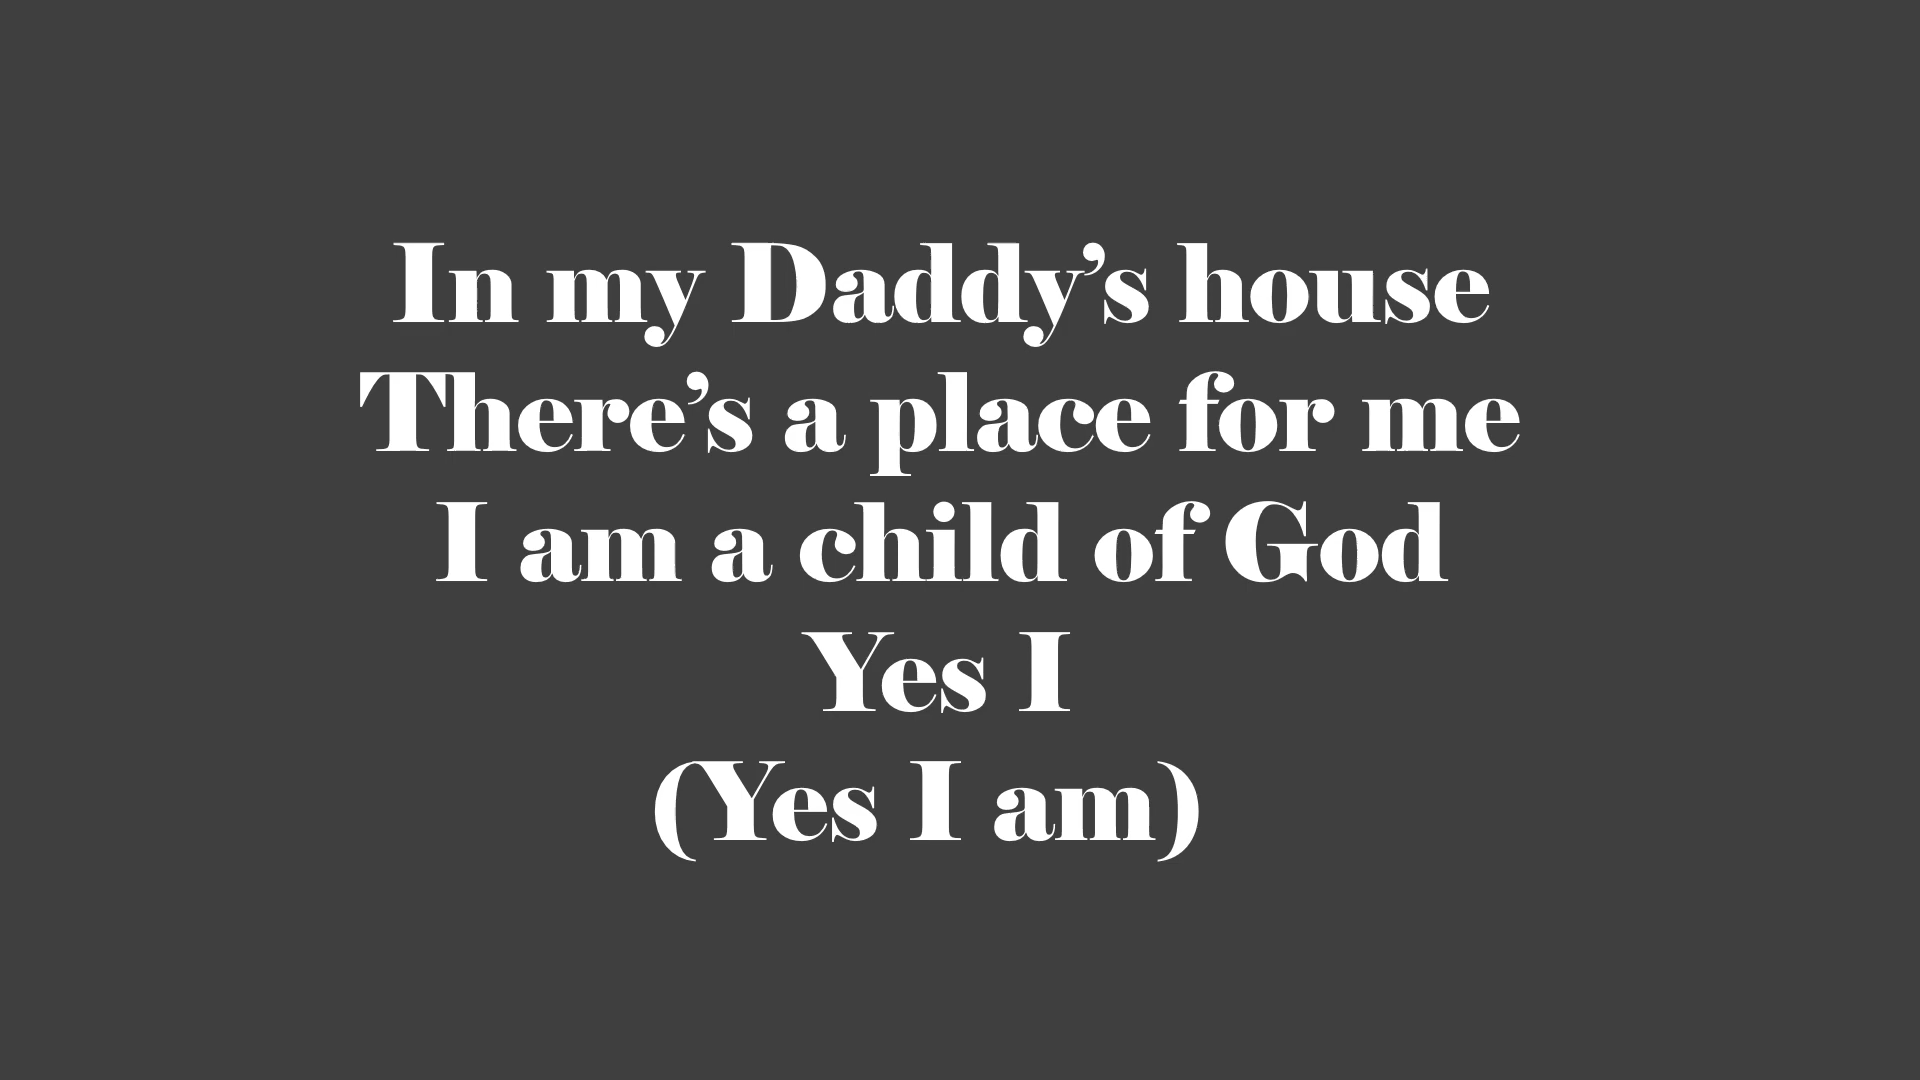 In my Daddy’s house
There’s a place for me
I am a child of God
Yes I
(Yes I am)